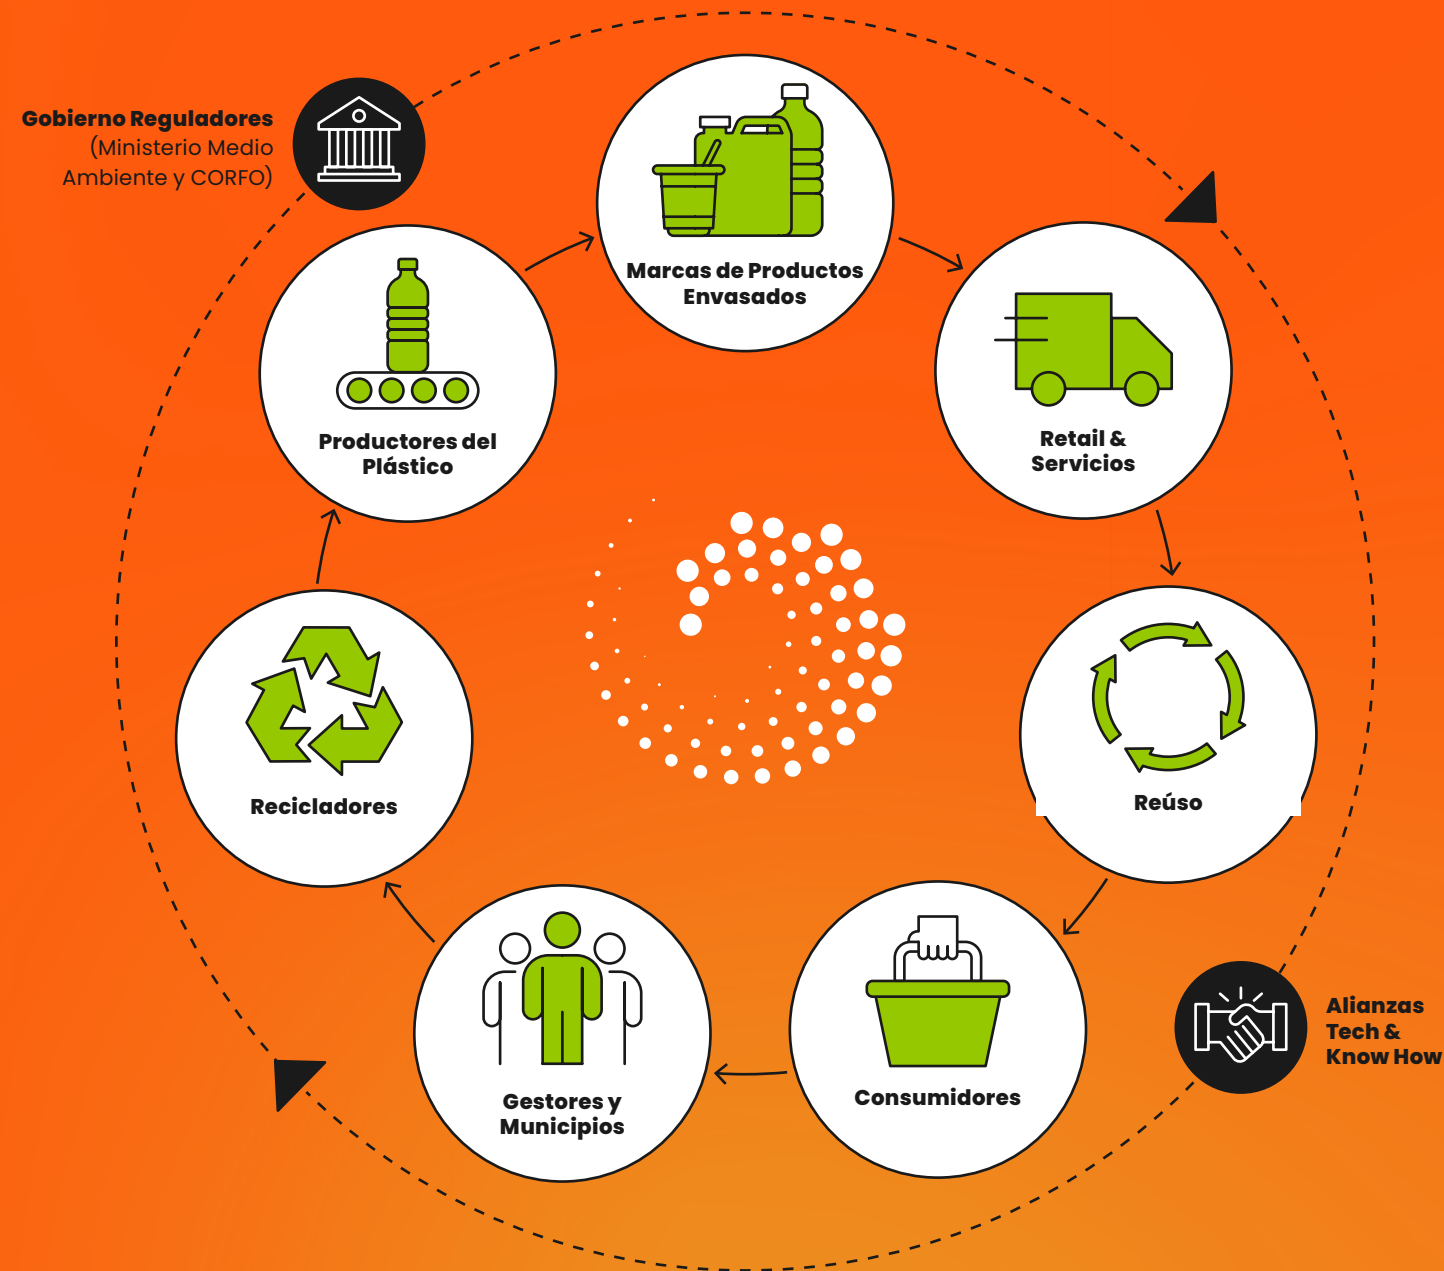 Gobierno Reguladores
(Ministerio Medio
Ambiente y CORFO)
Marcas de Productos
Envasados
Retail &
Servicios
Productores del
Plástico
Reúso
Recicladores
Consumidores
Gestores y
Municipios
Alianzas
Tech &
Know How